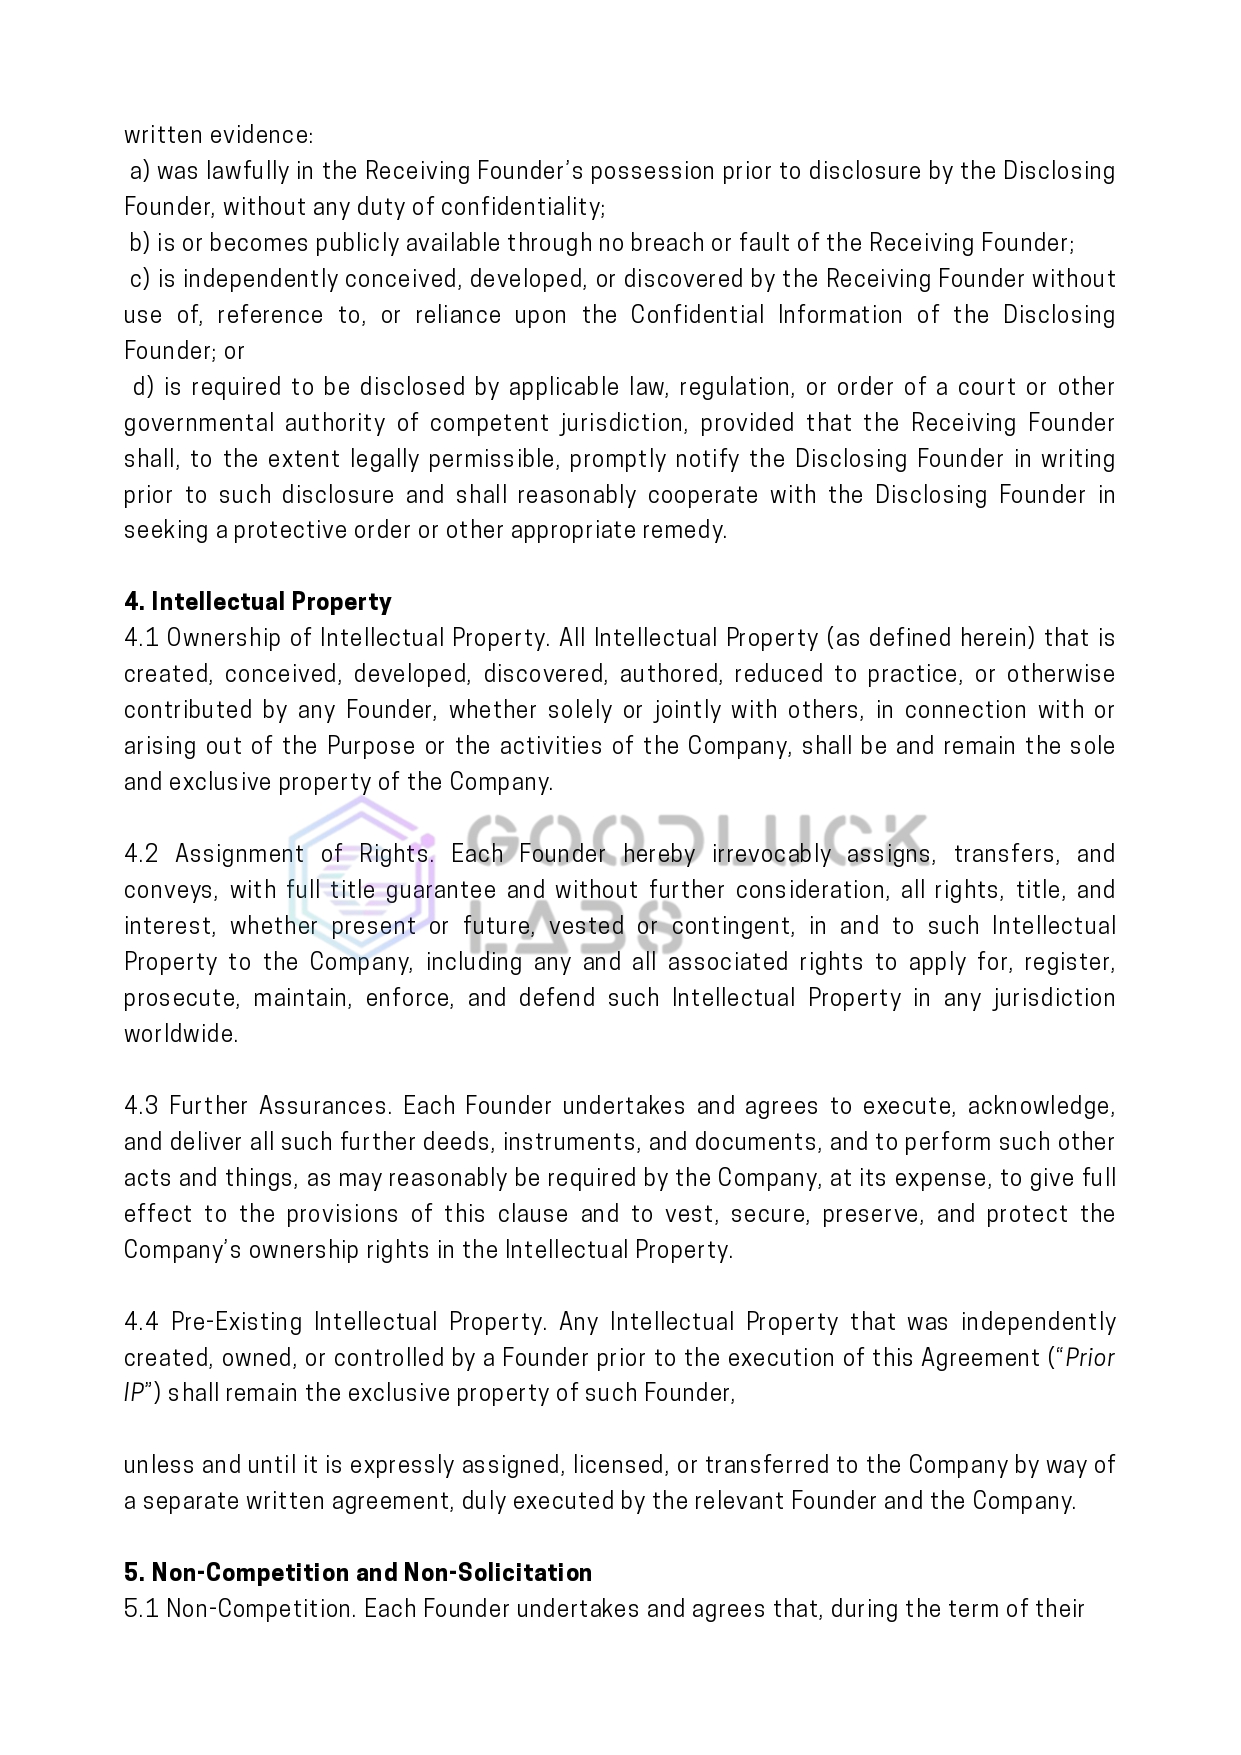 written evidence:
a) was lawfully in the Receiving Founder’s possession prior to disclosure by the Disclosing
Founder, without any duty of confidentiality;
b) is or becomes publicly available through no breach or fault of the Receiving Founder;
c) is independently conceived, developed, or discovered by the Receiving Founder without
use of, reference to, or reliance upon the Confidential Information of the Disclosing
Founder; or
d) is required to be disclosed by applicable law, regulation, or order of a court or other
governmental authority of competent jurisdiction, provided that the Receiving Founder
shall, to the extent legally permissible, promptly notify the Disclosing Founder in writing
prior to such disclosure and shall reasonably cooperate with the Disclosing Founder in
seeking a protective order or other appropriate remedy.
4. Intellectual Property
4.1 Ownership of Intellectual Property. All Intellectual Property (as defined herein) that is
created, conceived, developed, discovered, authored, reduced to practice, or otherwise
contributed by any Founder, whether solely or jointly with others, in connection with or
arising out of the Purpose or the activities of the Company, shall be and remain the sole
and exclusive property of the Company.
GOODLUCK
LABS
4.2 Assignment of Rights. Each Founder hereby irrevocably assigns, transfers, and
conveys, with full title guarantee and without further consideration, all rights, title, and
interest, whether present or future, vested or contingent, in and to such Intellectual
Property to the Company, including any and all associated rights to apply for, register,
prosecute, maintain, enforce, and defend such Intellectual Property in any jurisdiction
worldwide.
4.3 Further Assurances. Each Founder undertakes and agrees to execute, acknowledge,
and deliver all such further deeds, instruments, and documents, and to perform such other
acts and things, as may reasonably be required by the Company, at its expense, to give full
effect to the provisions of this clause and to vest, secure, preserve, and protect the
Company’s ownership rights in the Intellectual Property.
4.4 Pre-Existing Intellectual Property. Any Intellectual Property that was independently
created, owned, or controlled by a Founder prior to the execution of this Agreement (“Prior
IP”) shall remain the exclusive property of such Founder,
unless and until it is expressly assigned, licensed, or transferred to the Company by way of
a separate written agreement, duly executed by the relevant Founder and the Company.
5. Non-Competition and Non-Solicitation
5.1 Non-Competition. Each Founder undertakes and agrees that, during the term of their